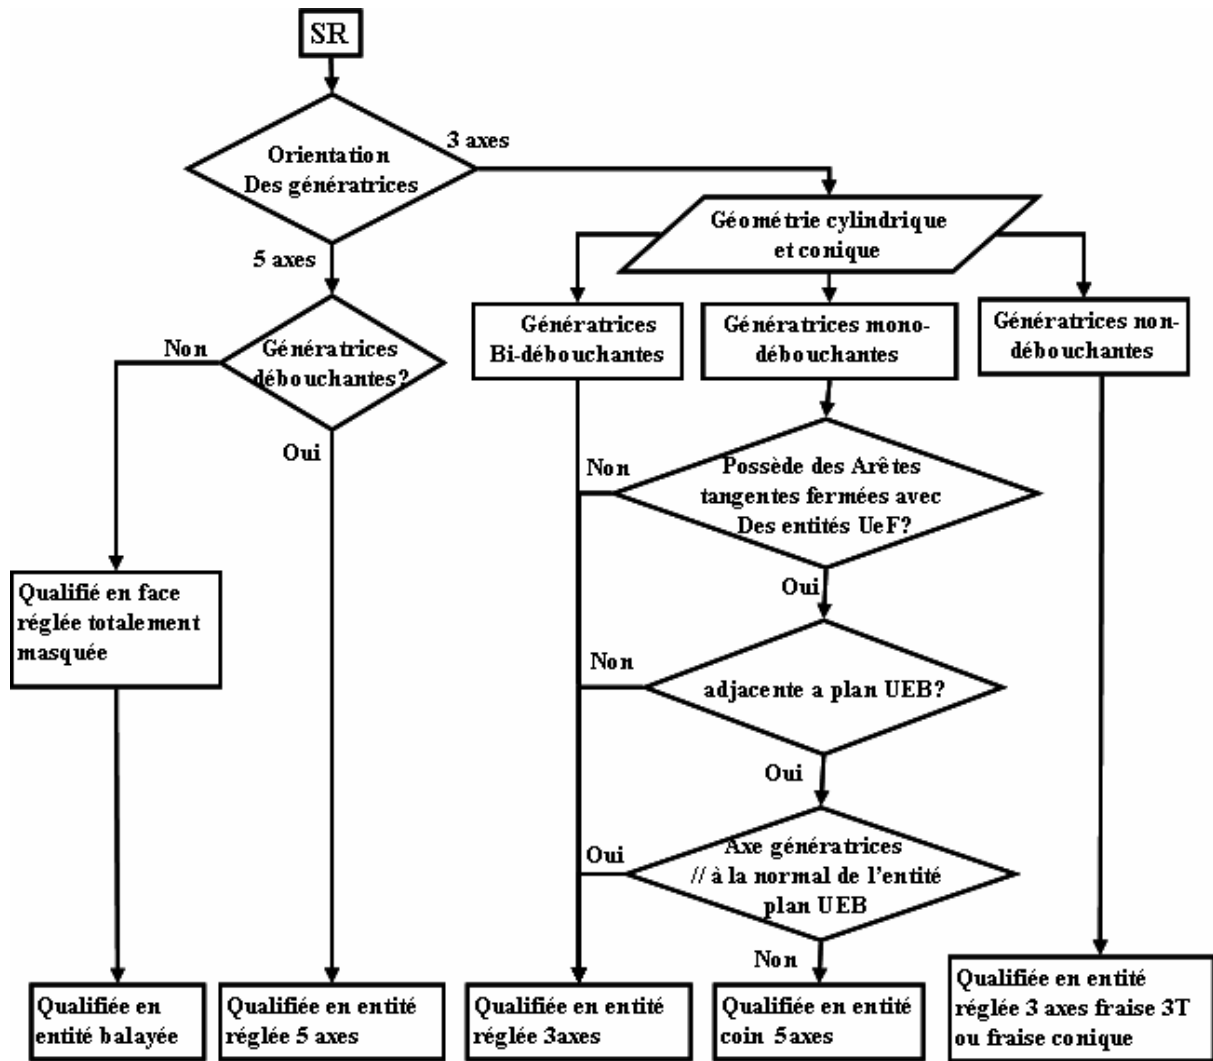 SR
3 axes
Orientation
Des génératrices
Géométrie cylindrique
et conique
5 axes
Génératrices
Bi-débouchantes
Génératrices mono-
débouchantes
Génératrices non-
débouchantes
Non
Génératrices
débouchantes?
Oui
Non
Possède des Arêtes
tangentes fermées avec
Des entités UeF?
Oui
Qualifié en face
réglée totalement
masquée
Non
adjacente a plan UEB?
Oui
Oui
Axe génératrices
// à la normal de l'entité
plan UEB
Non
Qualifiée en
entité balayée
Qualifiée en entité
réglée 5 axes
Qualifiée en entité
réglée 3axes
Qualifiée en entité
coin 5axes
Qualifiée en entité
réglée 3 axes fraise 3T
ou fraise conique